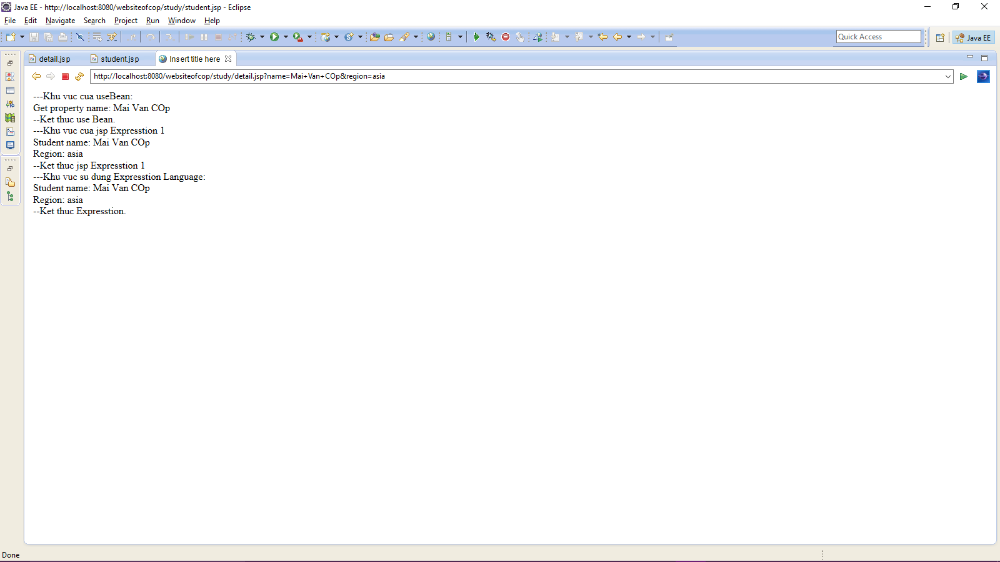 Java EE - http://localhost:8080/websiteofcop/study/student.jsp - Eclipse
File Edit Navigate Search Project Run Window Help
Quick Access
Java EE
detail.jsp student.jsp Insert title here
http://localhost:8080/websiteofcop/study/detail.jsp?name=Mai+Van+COp&region=asia
---Khu vuc cua useBean:
Get property name: Mai Van COp
--Ket thuc use Bean.
---Khu vuc cua jsp Expresstion 1
Student name: Mai Van COp
Region: asia
--Ket thuc jsp Expresstion 1
---Khu vuc su dung Expresstion Language:
Student name: Mai Van COp
Region: asia
--Ket thuc Expresstion.
Done